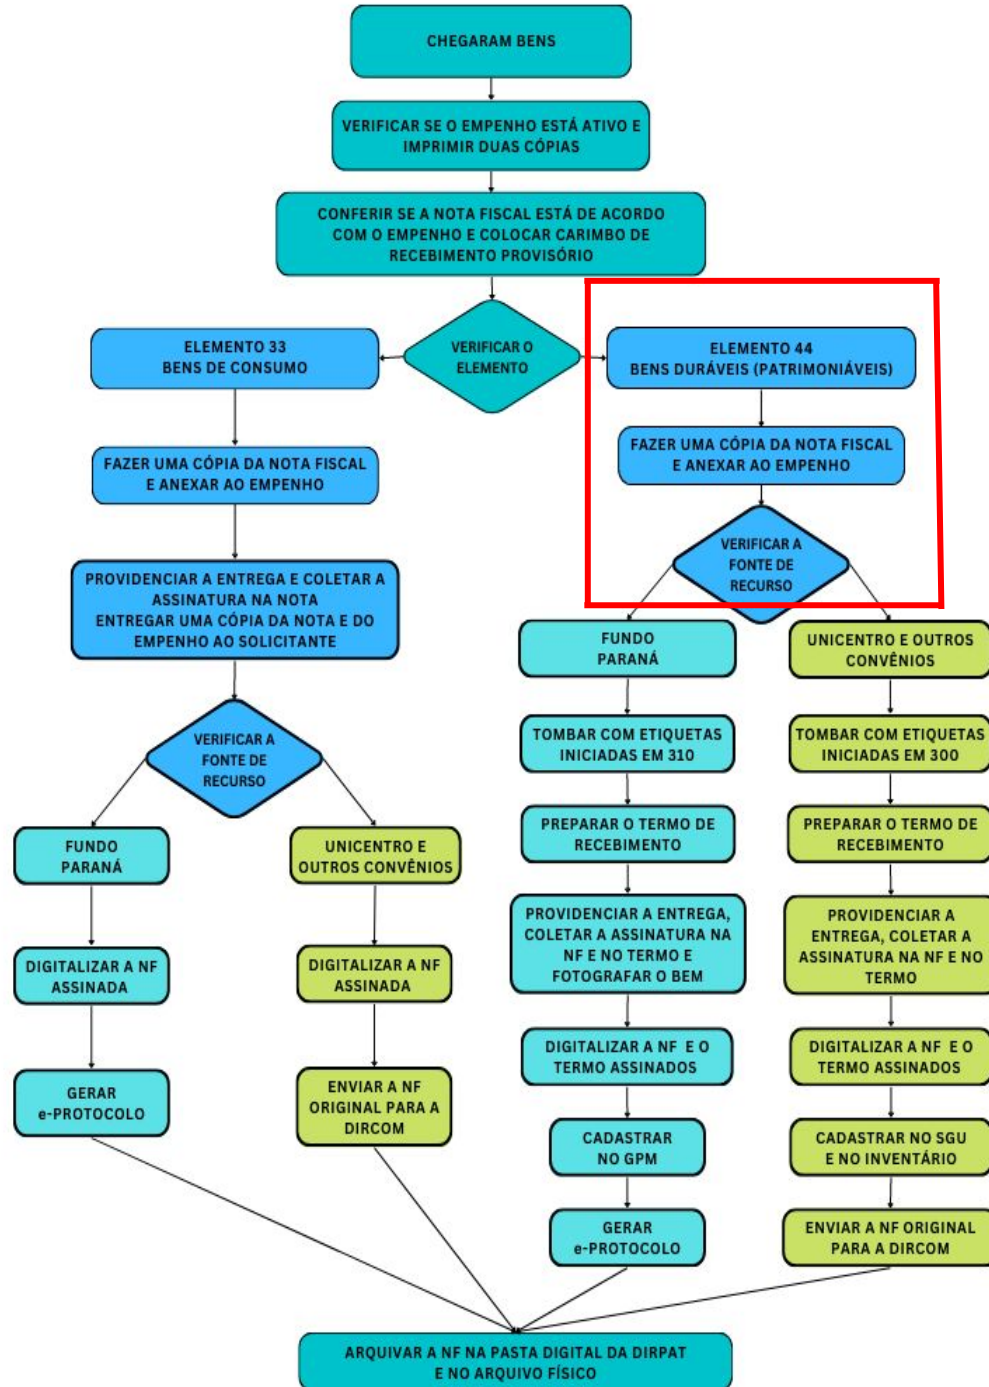 CHEGARAM BENS
VERIFICAR SE O EMPENHO ESTÁ ATIVO E
IMPRIMIR DUAS CÓPIAS
CONFERIR SE A NOTA FISCAL ESTÁ DE ACORDO
COM O EMPENHO E COLOCAR CARIMBO DE
RECEBIMENTO PROVISÓRIO
VERIFICAR O
ELEMENTO
ELEMENTO 33
BENS DE CONSUMO
FAZER UMA CÓPIA DA NOTA FISCAL
E ANEXAR AO EMPENHO
PROVIDENCIAR A ENTREGA E COLETAR A
ASSINATURA NA NOTA
ENTREGAR UMA CÓPIA DA NOTA E DO
EMPENHO AO SOLICITANTE
VERIFICAR A
FONTE DE
RECURSO
FUNDO
PARANÁ
DIGITALIZAR A NF
ASSINADA
GERAR
e-PROTOCOLO
UNICENTRO E
OUTROS CONVÊNIOS
DIGITALIZAR A NF
ASSINADA
ENVIAR A NF
ORIGINAL PARA A
DIRCOM
ELEMENTO 44
BENS DURÁVEIS (PATRIMONIÁVEIS)
FAZER UMA CÓPIA DA NOTA FISCAL
E ANEXAR AO EMPENHO
VERIFICAR A
FONTE DE
RECURSO
FUNDO
PARANÁ
TOMBAR COM ETIQUETAS
INICIADAS EM 310
PREPARAR O TERMO DE
RECEBIMENTO
PROVIDENCIAR A ENTREGA,
COLETAR A ASSINATURA NA
NF E NO TERMO E
FOTOGRAFAR O BEM
DIGITALIZAR A NF E O
TERMO ASSINADOS
CADASTRAR
NO GPM
GERAR
e-PROTOCOLO
UNICENTRO E OUTROS
CONVÊNIOS
TOMBAR COM ETIQUETAS
INICIADAS EM 300
PREPARAR O TERMO DE
RECEBIMENTO
PROVIDENCIAR A
ENTREGA, COLETAR A
ASSINATURA NA NF E NO
TERMO
DIGITALIZAR A NF E O
TERMO ASSINADOS
CADASTRAR NO SGU
E NO INVENTÁRIO
ENVIAR A NF ORIGINAL
PARA A DIRCOM
ARQUIVAR A NF NA PASTA DIGITAL DA DIRPAT
E NO ARQUIVO FÍSICO